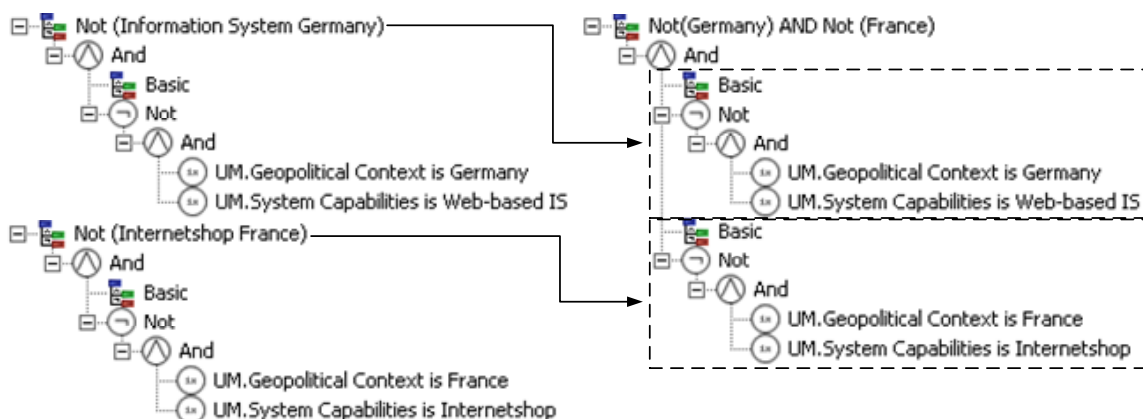 Not (Information System Germany)
And
Basic
Not
And
UM.Geopolitical Context is Germany
UM.System Capabilities is Web-based IS
Not (Internetshop France)
And
Basic
Not
And
UM.Geopolitical Context is France
UM.System Capabilities is Internetshop
Not(Germany) AND Not (France)
And
Basic
Not
And
UM.Geopolitical Context is Germany
UM.System Capabilities is Web-based IS
Basic
Not
And
UM.Geopolitical Context is France
UM.System Capabilities is Internetshop